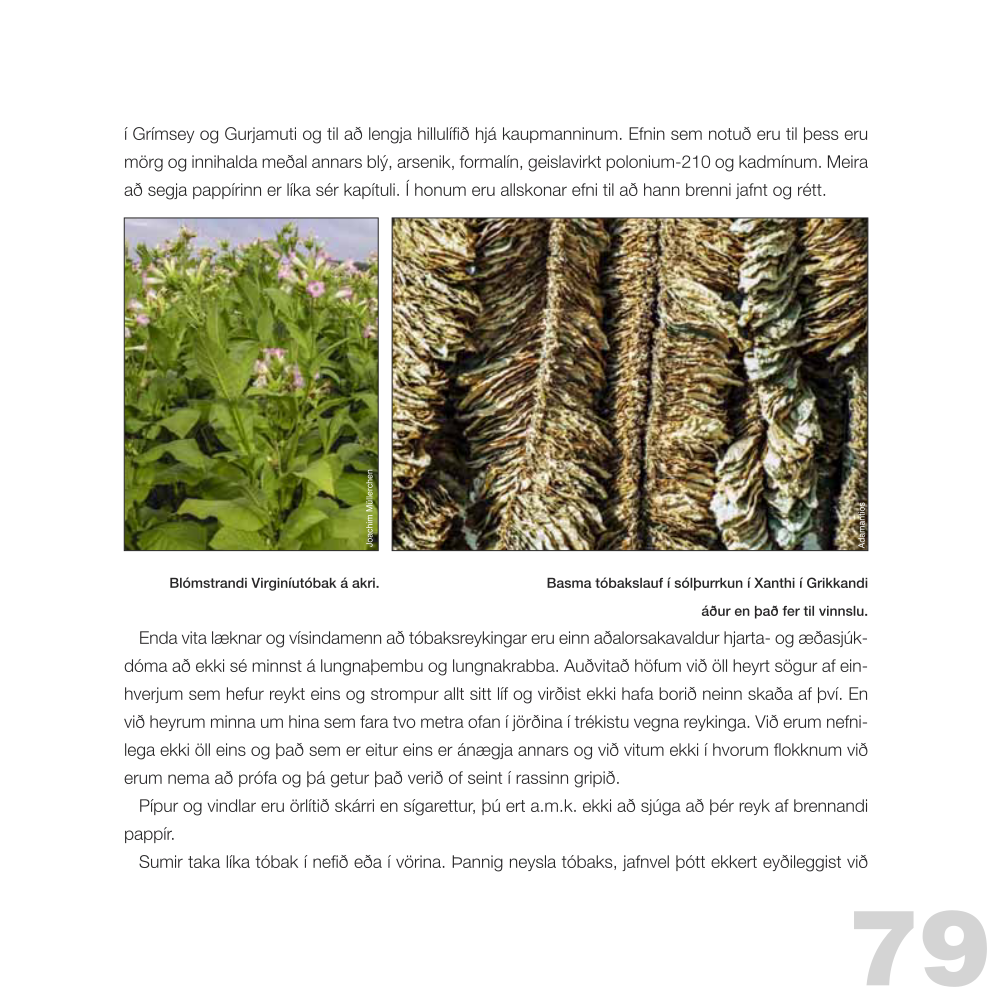 í Grímsey og Gurjamuti og til að lengja hillulífið hjá kaupmanninum. Efnin sem notuð eru til þess eru
mörg og innihalda meðal annars blý, arsenik, formalín, geislavirkt polonium-210 og kadmínum. Meira
að segja pappírinn er líka sér kapítuli. Í honum eru allskonar efni til að hann brenni jafnt og rétt.
Joachim Müllerchen
Adamantios
Blómstrandi Virginíutóbak á akri.
Basma tóbakslauf í sólþurrkun í Xanthi í Grikkandi
áður en það fer til vinnslu.
Enda vita læknar og vísindamenn að tóbaksreykingar eru einn aðalorsakavaldur hjarta- og æðasjúk-
dóma að ekki sé minnst á lungnaþembu og lungnakrabba. Auðvitað höfum við öll heyrt sögur af ein-
hverjum sem hefur reykt eins og strompur allt sitt líf og virðist ekki hafa borið neinn skaða af því. En
við heyrum minna um hina sem fara tvo metra ofan í jörðina í trékistu vegna reykinga. Við erum nefni-
lega ekki öll eins og það sem er eitur eins er ánægja annars og við vitum ekki í hvorum flokknum við
erum nema að prófa og þá getur það verið of seint í rassinn gripið.
Pípur og vindlar eru örlítið skárri en sígarettur, þú ert a.m.k. ekki að sjúga að þér reyk af brennandi
pappír.
Sumir taka líka tóbak í nefið eða í vörina. Þannig neysla tóbaks, jafnvel þótt ekkert eyðileggist við
79